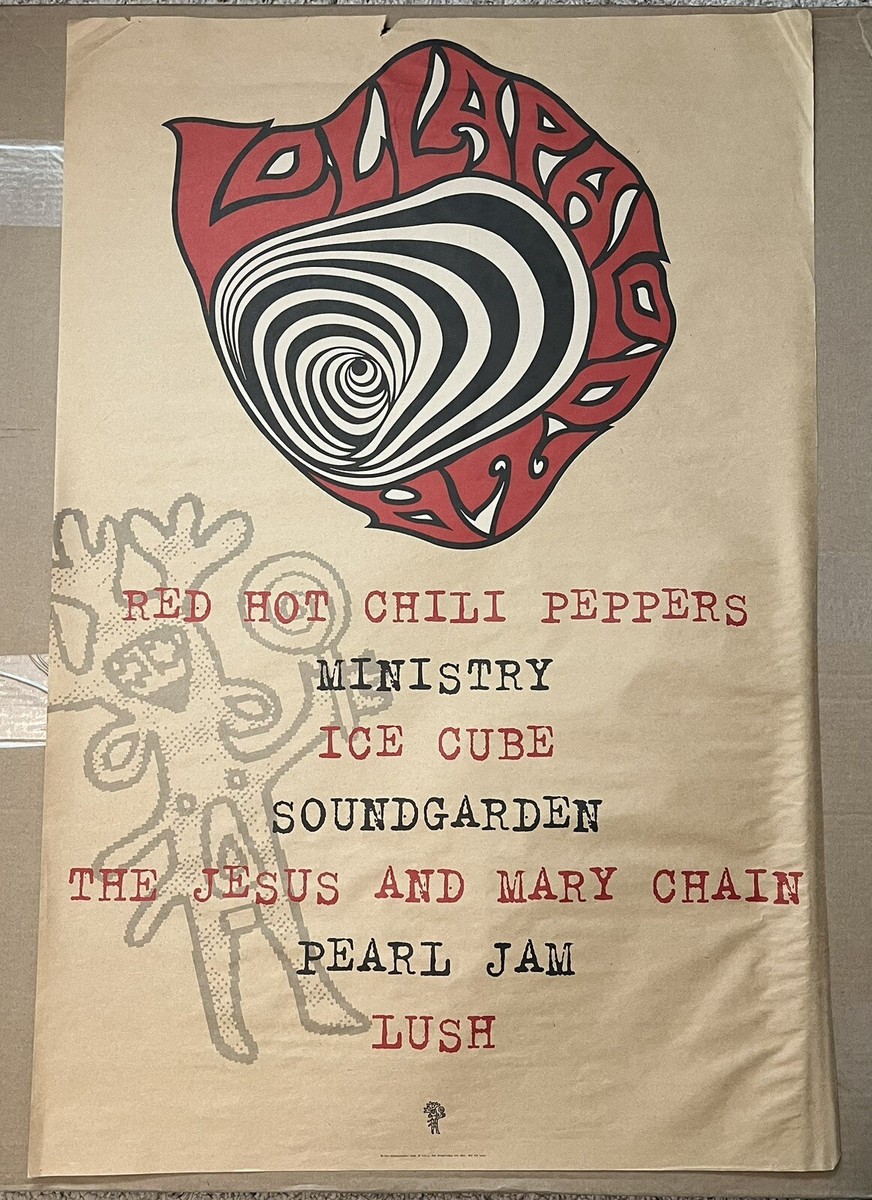 LOLLAPALOOZA
RED HOT CHILI PEPPERS
MINISTRY
ICE CUBE
SOUNDGARDEN
THE JESUS AND MARY CHAIN
PEARL JAM
LUSH